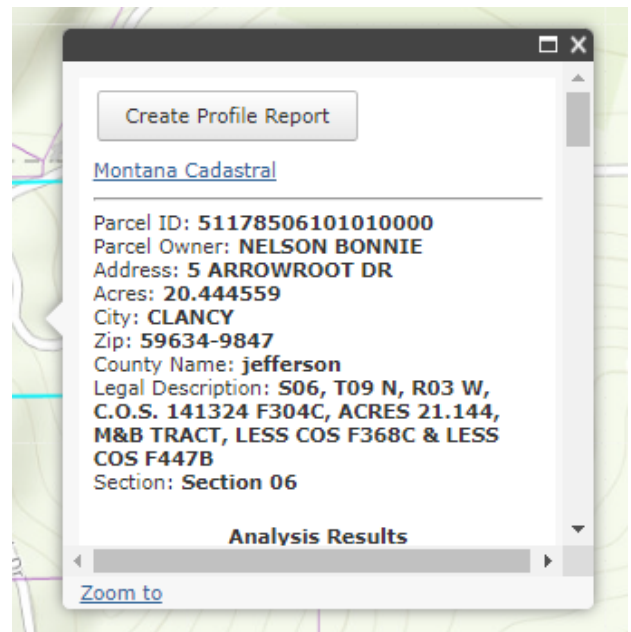 Create Profile Report
Montana Cadastral
Parcel ID: 51178506101010000
Parcel Owner: NELSON BONNIE
Address: 5 ARROWROOT DR
Acres: 20.444559
City: CLANCY
Zip: 59634-9847
County Name: jefferson
Legal Description: S06, T09 N, R03 W,
C.O.S. 141324 F304C, ACRES 21.144,
M&B TRACT, LESS COS F368C & LESS
COS F447B
Section: Section 06
Analysis Results
Zoom to